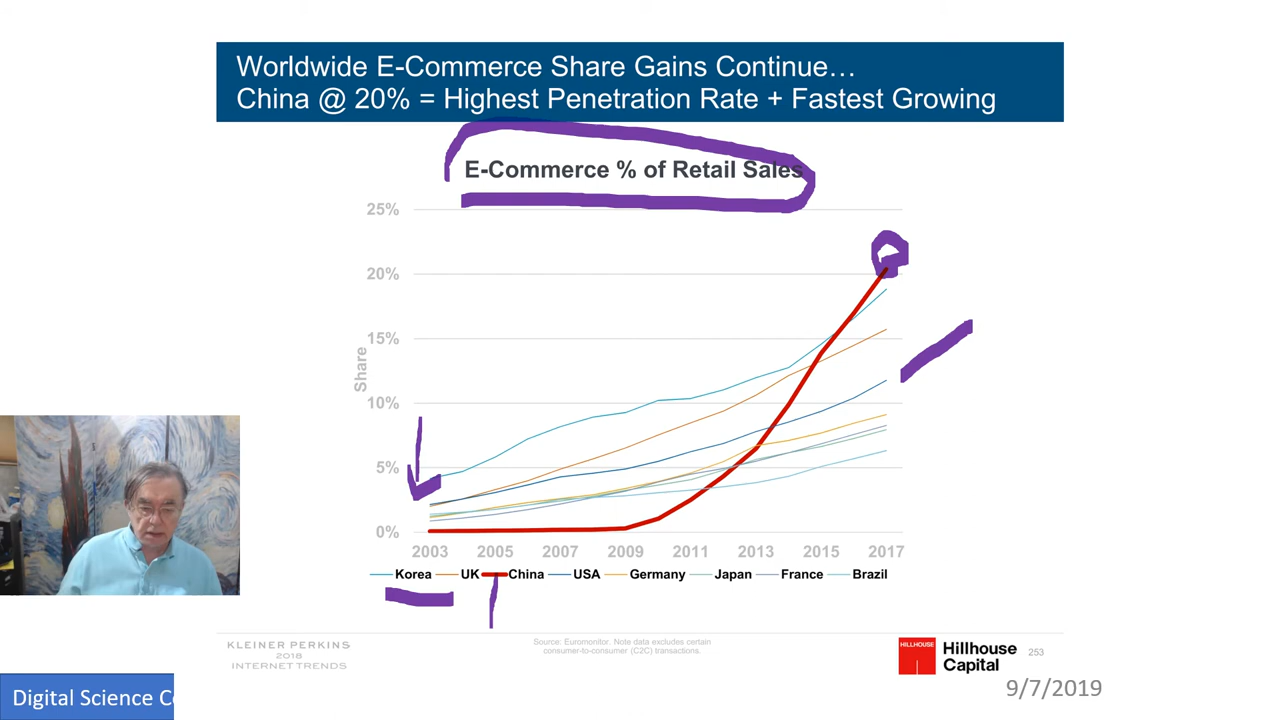 Worldwide E-Commerce Share Gains Continue…
China @ 20% = Highest Penetration Rate + Fastest Growing
E-Commerce % of Retail Sales
25%
20%
15%
10%
5%
0%
Share
2003 2005 2007 2009 2011 2013 2015 2017
Korea UK China USA Germany Japan France Brazil
KLEINER PERKINS
2018
INTERNET TRENDS
Source: Euromonitor. Note data excludes certain
consumer-to-consumer (C2C) transactions.
HILLHOUSE
Hillhouse
Capital
253
9/7/2019
Digital Science